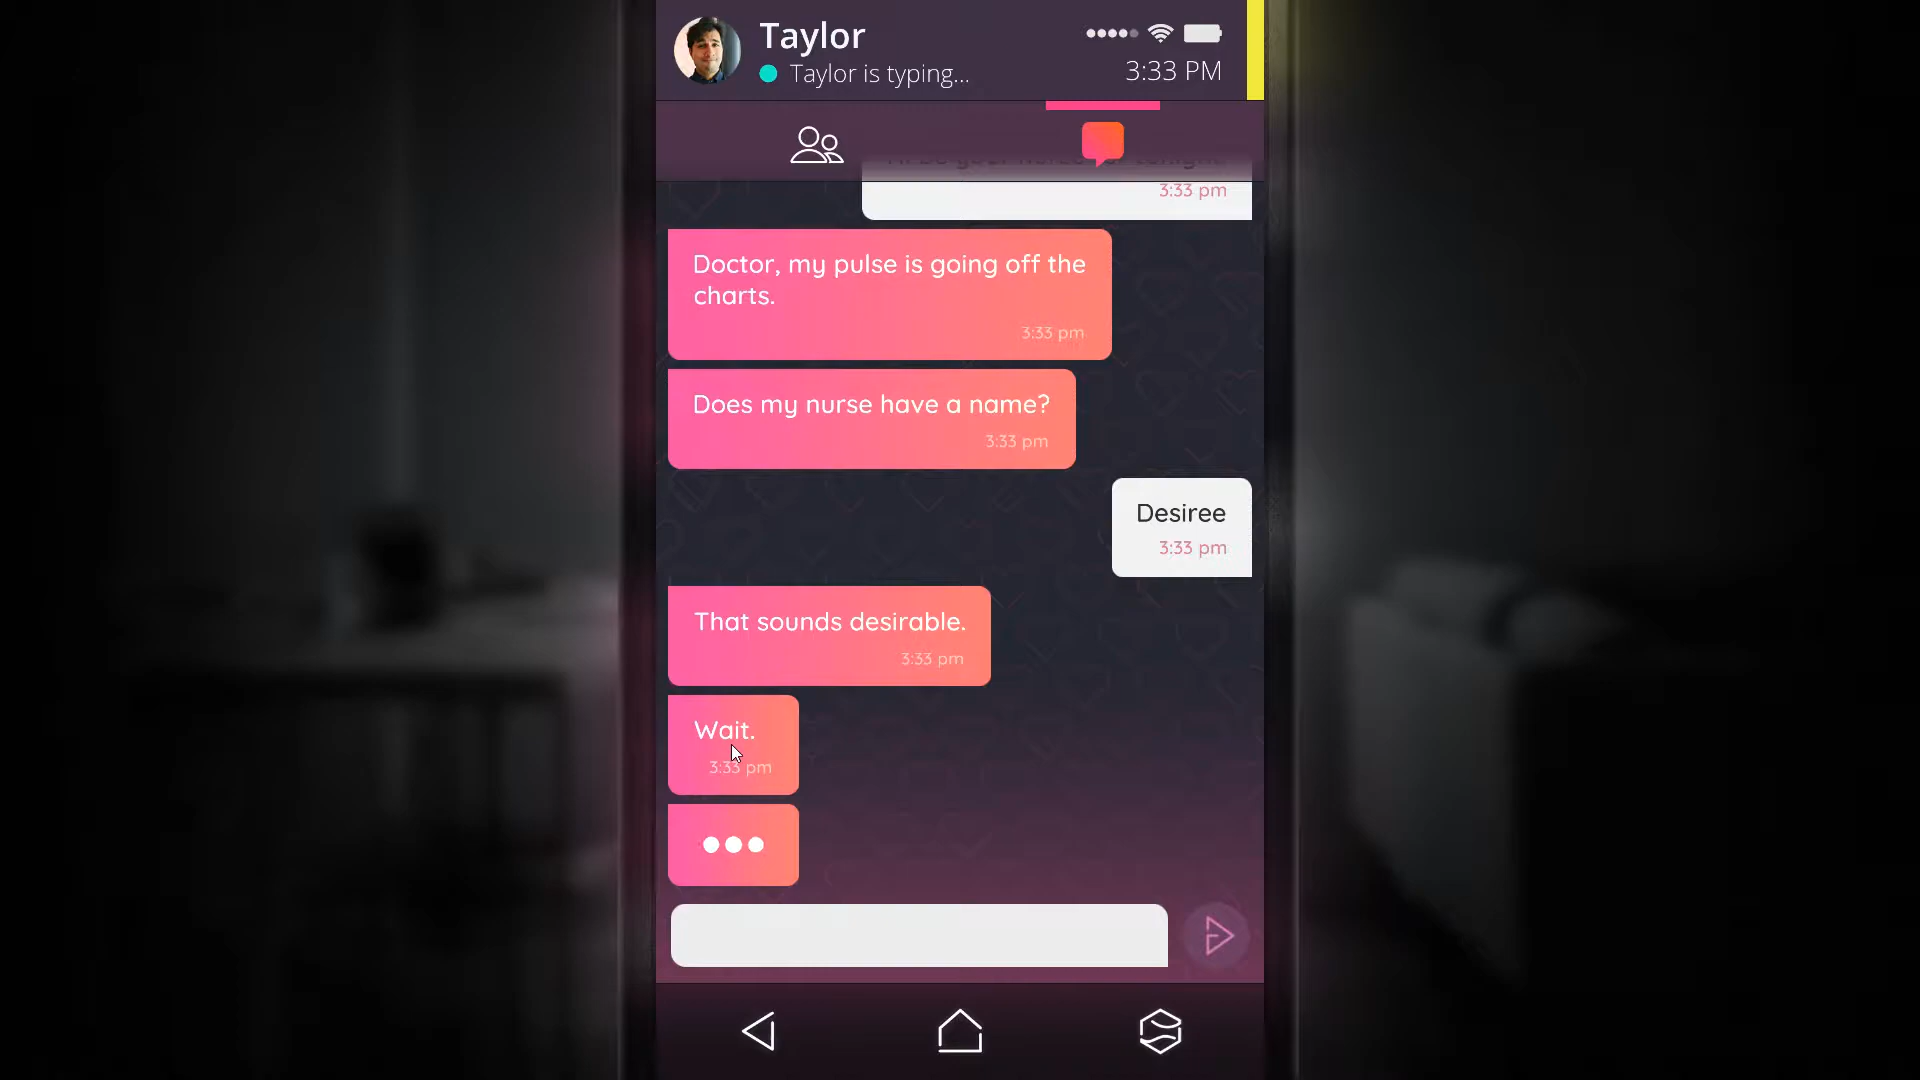 Taylor
Taylor is typing...
3:33 PM
3:33 pm
Doctor, my pulse is going off the
charts.
3:33 pm
Does my nurse have a name?
3:33 pm
Desiree
3:33 pm
That sounds desirable.
3:33 pm
Wait.
3:33 pm